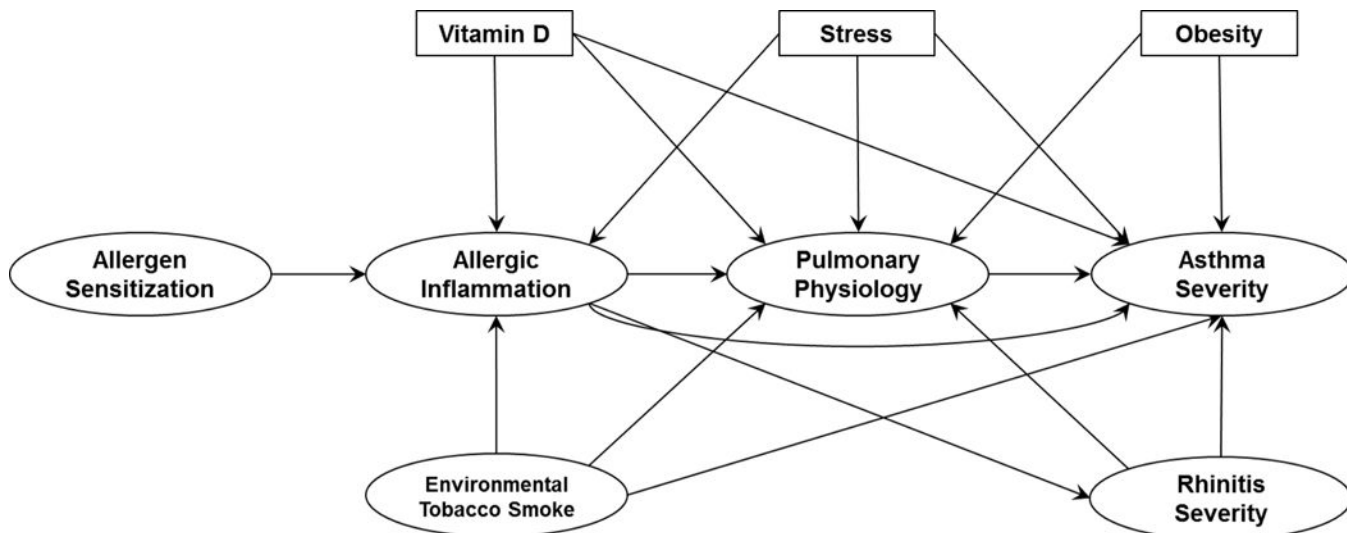 Vitamin D
Stress
Obesity
Allergen
Sensitization
Allergic
Inflammation
Pulmonary
Physiology
Asthma
Severity
Environmental
Tobacco Smoke
Rhinitis
Severity